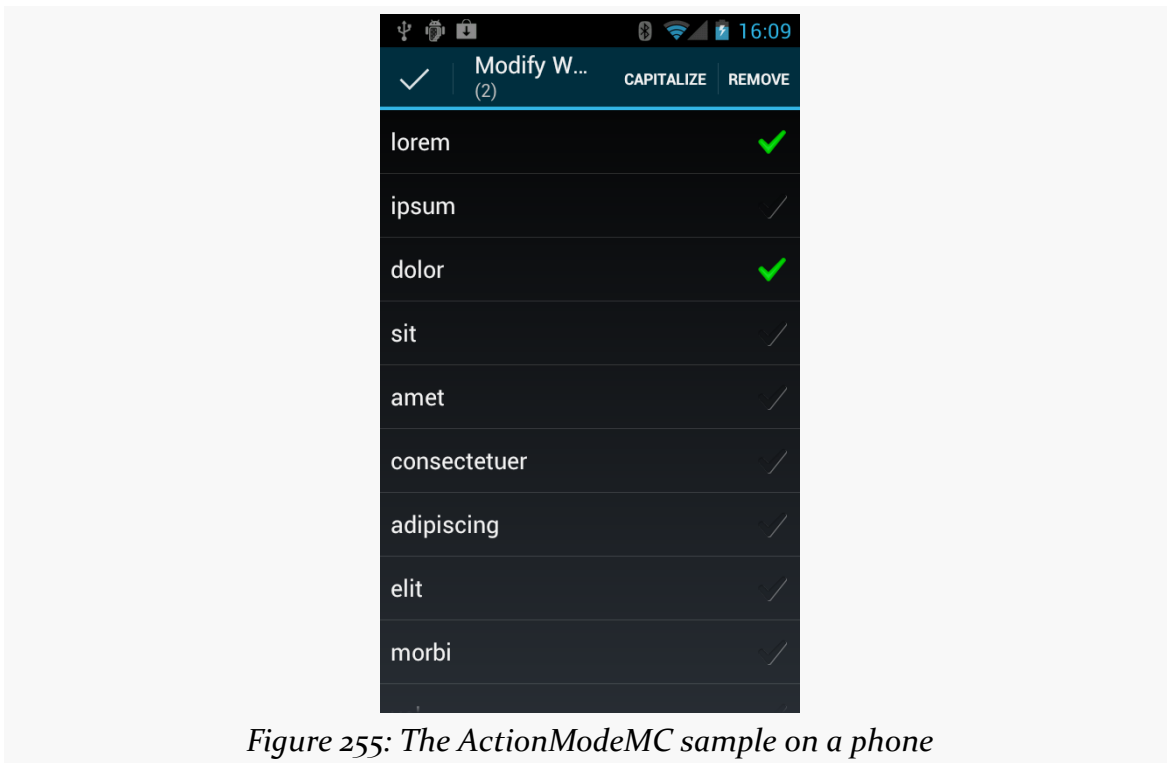 16:09
Modify W...
(2)
CAPITALIZE REMOVE
lorem
ipsum
dolor
sit
amet
consectetuer
adipiscing
elit
morbi
Figure 255: The ActionModeMC sample on a phone